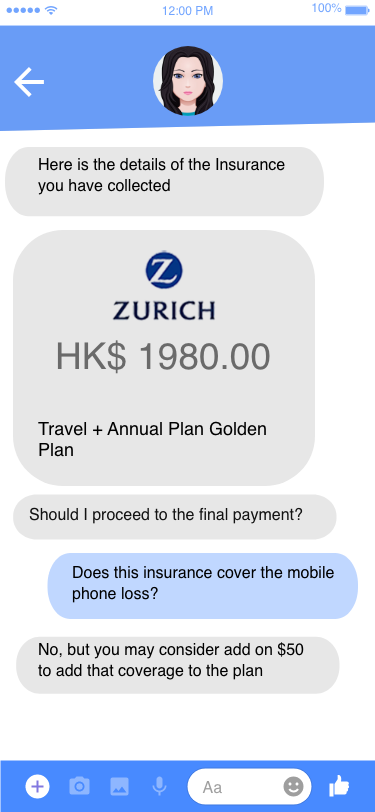 12:00 PM
100%
Here is the details of the Insurance
you have collected
ZURICH
HK$ 1980.00
Travel + Annual Plan Golden
Plan
Should I proceed to the final payment?
Does this insurance cover the mobile
phone loss?
No, but you may consider add on $50
to add that coverage to the plan
Aa